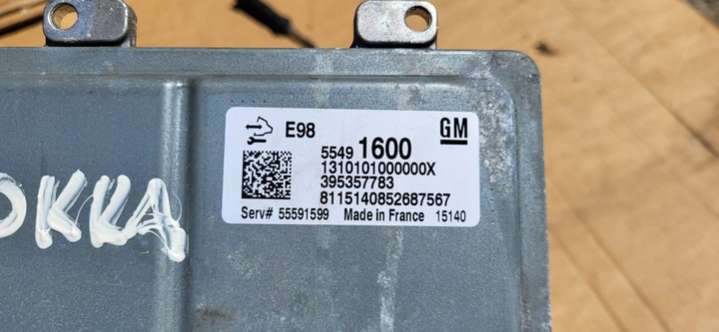 E98
GM
5549 1600
1310101000000X
395357783
8115140852687567
Serv# 55591599 Made in France 15140
OKKA